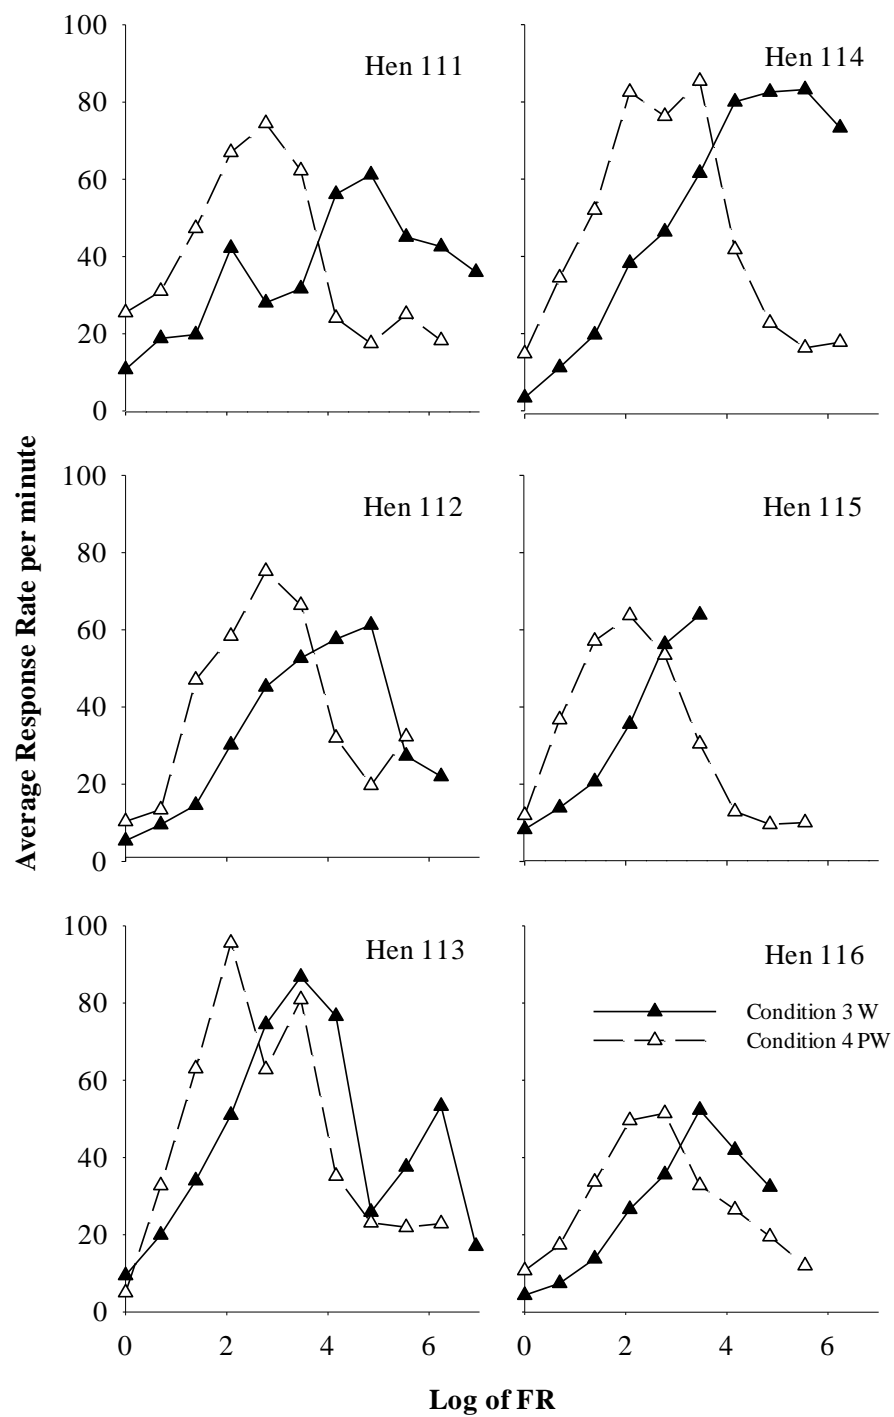 100
80
60
40
20
0
Hen 111
Hen 114
100
80
60
40
20
0
Hen 112
Hen 115
100
80
60
40
20
0
Hen 113
Hen 116
Condition 3 W
Condition 4 PW
0 2 4 6
0 2 4 6
Average Response Rate per minute
Log of FR